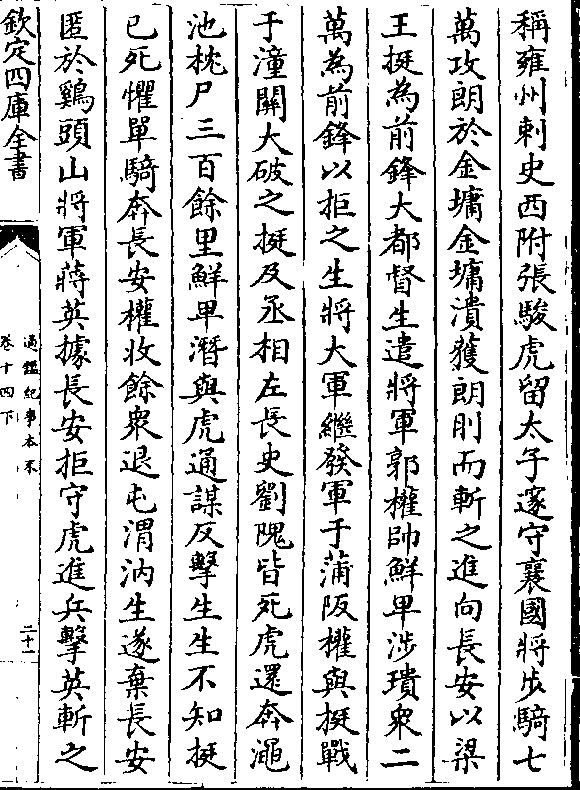 稱雍州刺史西附張駿虎留太子邃守襄國將步騎七
萬攻朗於金墉金墉潰獲朗刖而斬之進向長安以梁
王挺為前鋒大都督生遣將軍郭權帥鮮卑涉璝衆二
萬為前鋒以拒之生將大軍繼發軍于蒲阪權與挺戰
于潼關大破之挺及丞相左長史劉隗皆死虎還奔澠
池枕尸三百餘里鮮卑潛與虎通謀反擊生生不知挺
已死懼單騎奔長安權收餘衆退屯渭汭生遂棄長安
匿於鷄頭山將軍蔣英據長安拒守虎進兵擊英斬之
欽定四庫全書
通鑑紀事本末
卷十四下
二十一